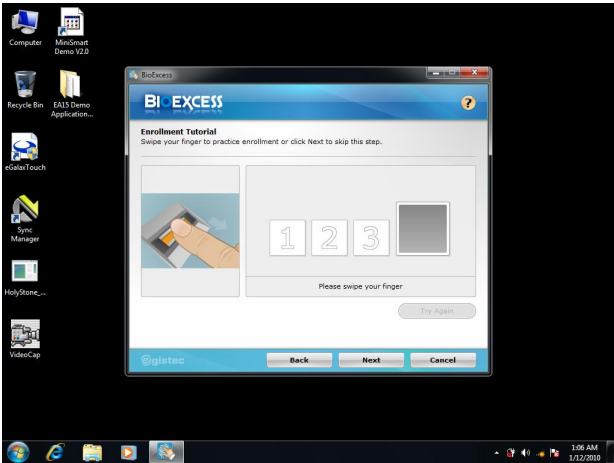 Computer
MiniSmart
Demo V2.0
Recycle Bin
EA15 Demo
Application...
eGalaxTouch
Sync
Manager
HolyStone_...
VideoCap
BioExcess
BIOEXCESS
?
Enrollment Tutorial
Swipe your finger to practice enrollment or click Next to skip this step.
1 2 3
Please swipe your finger
Try Again
egistec
Back Next Cancel
1:06 AM
1/12/2010